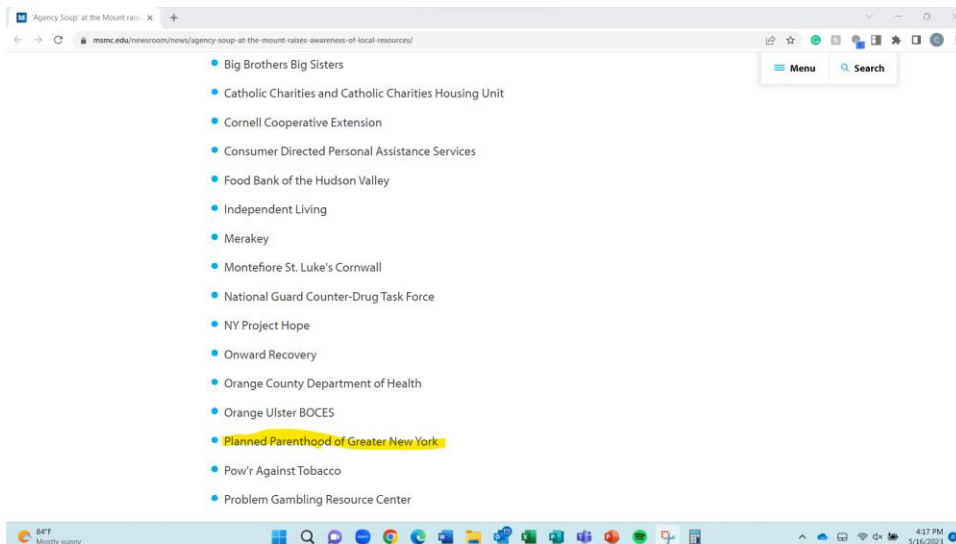 'Agency Soup' at the Mount rais
msmc.edu/newsroom/news/agency-soup-at-the-mount-raises-awareness-of-local-resources/
Menu Search
Big Brothers Big Sisters
Catholic Charities and Catholic Charities Housing Unit
Cornell Cooperative Extension
Consumer Directed Personal Assistance Services
Food Bank of the Hudson Valley
Independent Living
Merakey
Montefiore St. Luke's Cornwall
National Guard Counter-Drug Task Force
NY Project Hope
Onward Recovery
Orange County Department of Health
Orange Ulster BOCES
Planned Parenthood of Greater New York
Pow'r Against Tobacco
Problem Gambling Resource Center
84°F
Mostly sunny
4:17 PM
5/16/2023